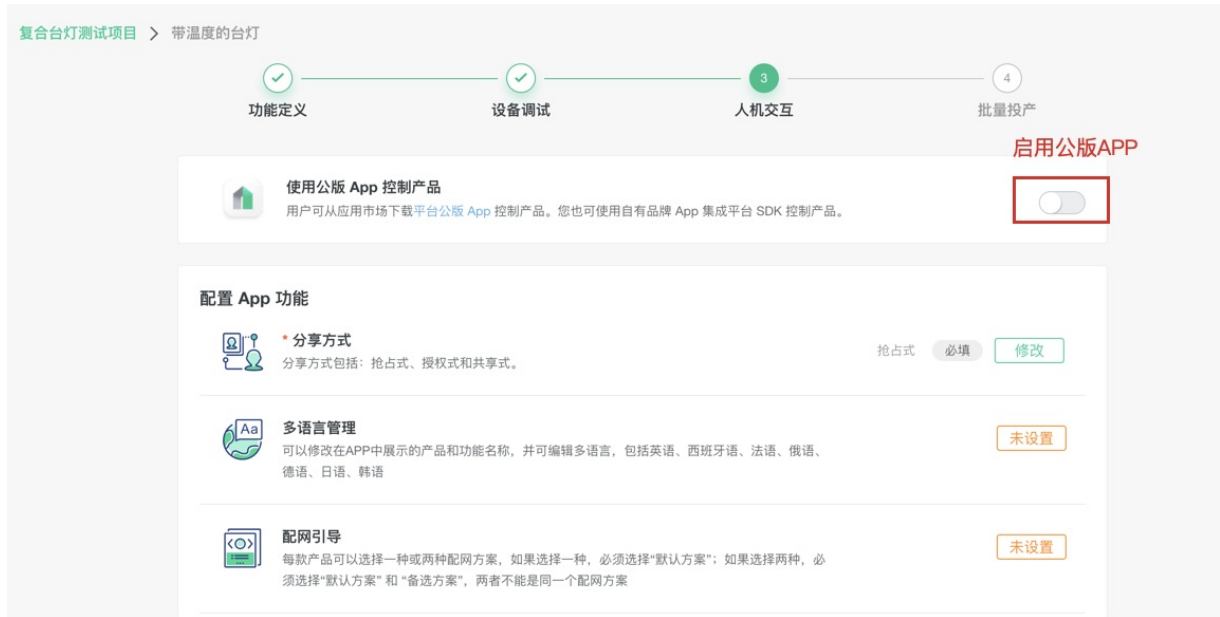 复合台灯测试项目 > 带温度的台灯
3
4
功能定义
设备调试
人机交互
批量投产
启用公版APP
使用公版 App 控制产品
用户可从应用市场下载平台公版 App 控制产品。您也可使用自有品牌 App 集成平台 SDK 控制产品。
配置 App 功能
* 分享方式
分享方式包括：抢占式、授权式和共享式。
抢占式
必填
修改
Aa
多语言管理
可以修改在APP中展示的产品和功能名称，并可编辑多语言，包括英语、西班牙语、法语、俄语、
德语、日语、韩语
未设置
配网引导
每款产品可以选择一种或两种配网方案，如果选择一种，必须选择“默认方案”；如果选择两种，必
须选择“默认方案” 和 “备选方案”，两者不能是同一个配网方案
未设置